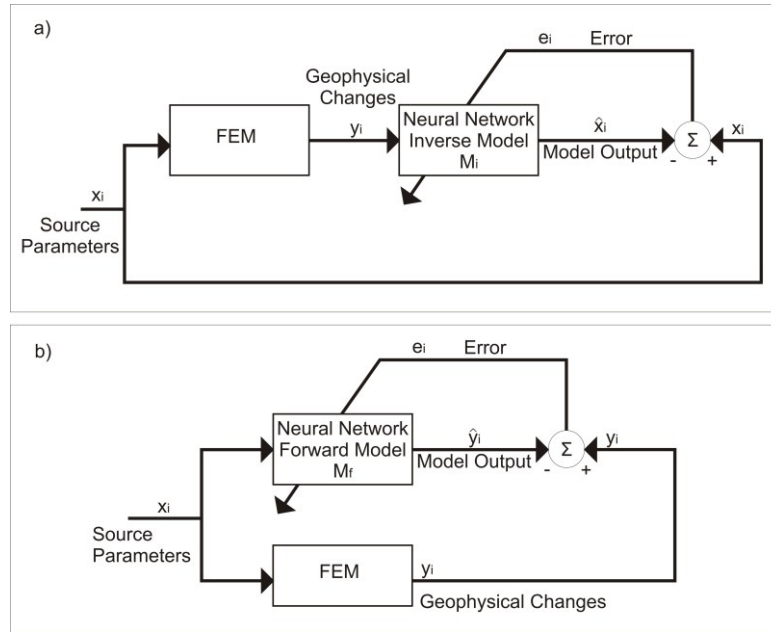 a)
eᵢ Error
Geophysical
Changes
FEM
yᵢ
Neural Network
Inverse Model
Mᵢ
x̂ᵢ
Model Output
Σ
- +
xᵢ
xᵢ
Source
Parameters
b)
eᵢ Error
Neural Network
Forward Model
M_f
ŷᵢ
Model Output
Σ
- +
yᵢ
xᵢ
Source
Parameters
FEM
yᵢ
Geophysical Changes